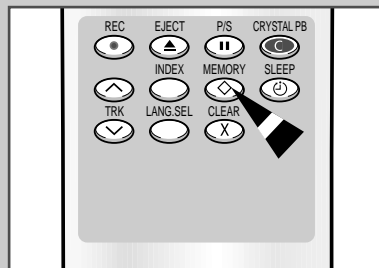 REC EJECT P/S CRYSTAL PB
C
INDEX MEMORY SLEEP
TRK LANG.SEL CLEAR
X